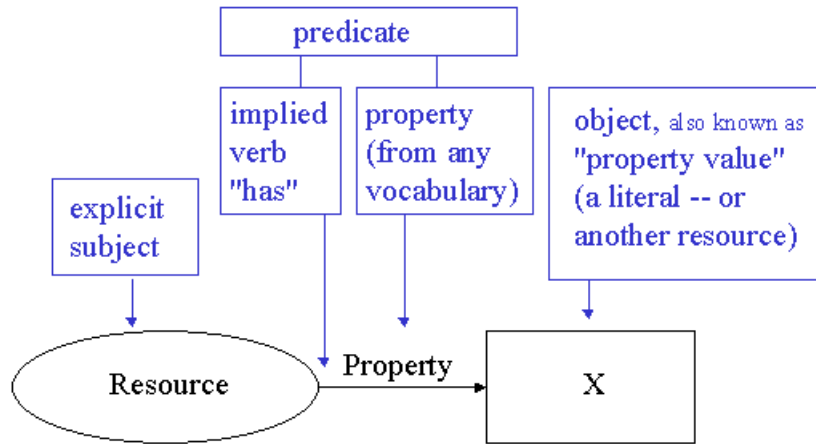 predicate
implied
verb
"has"
property
(from any
vocabulary)
object, also known as
"property value"
(a literal -- or
another resource)
explicit
subject
Resource
Property
X